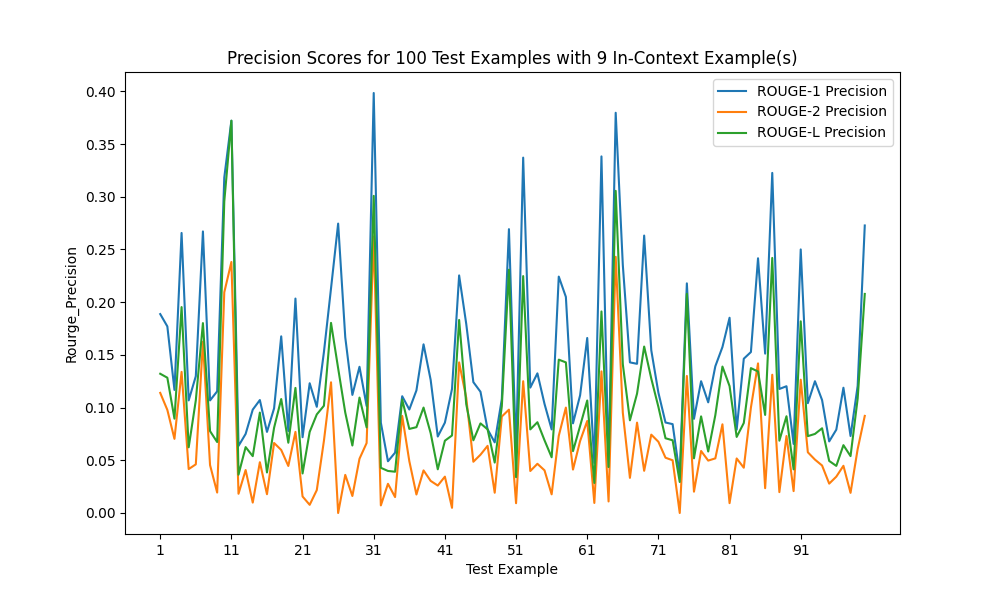 Precision Scores for 100 Test Examples with 9 In-Context Example(s)
ROUGE-1 Precision
ROUGE-2 Precision
ROUGE-L Precision
0.40
0.35
0.30
0.25
0.20
0.15
0.10
0.05
0.00
Rourge_Precision
1 11 21 31 41 51 61 71 81 91
Test Example